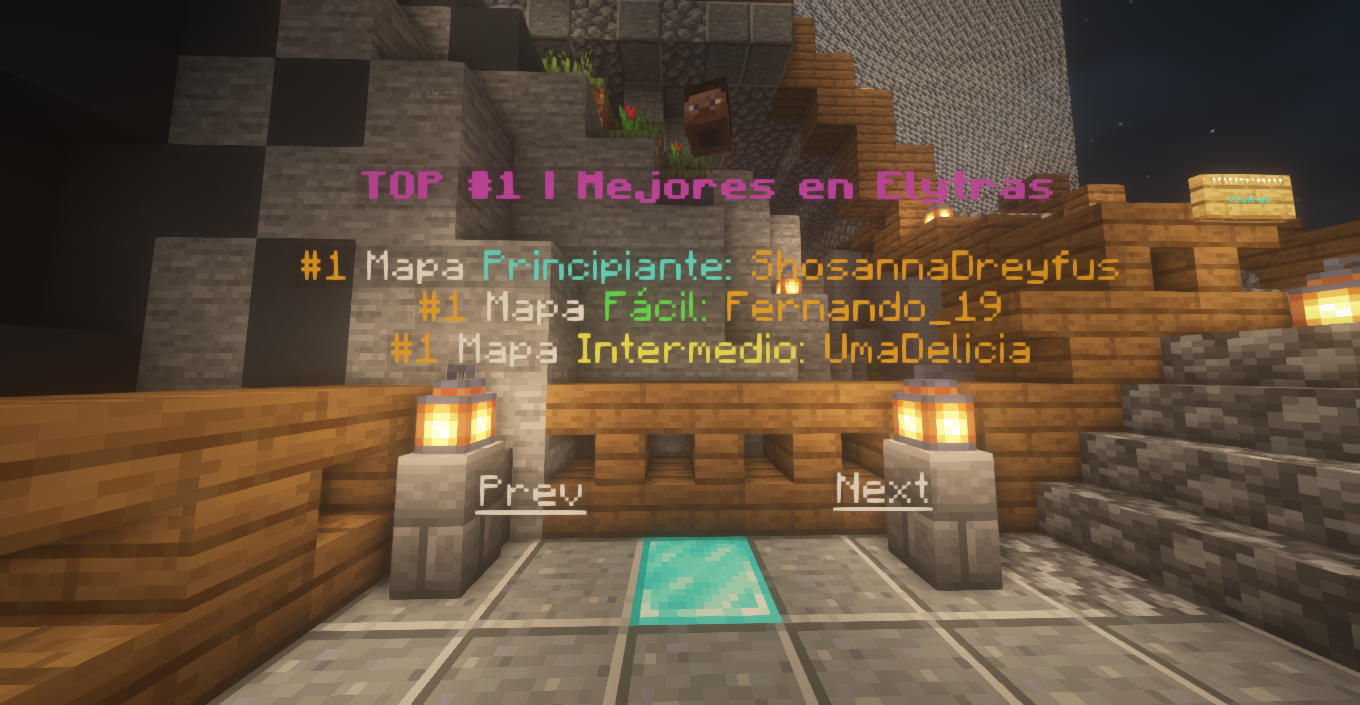 TOP #1 | Mejores en Elytras
#1 Mapa Principiante: ShosannaDreyfus
#1 Mapa Fácil: Fernando_19
#1 Mapa Intermedio: UmaDelicia
Prev
Next